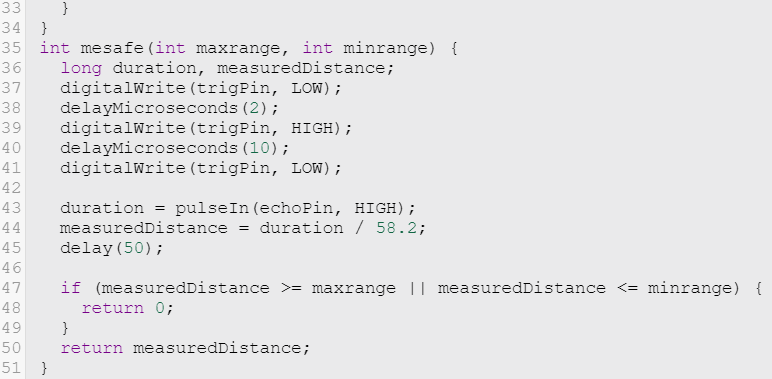 33     }
34 }
35 int mesafe(int maxrange, int minrange) {
36   long duration, measuredDistance;
37   digitalWrite(trigPin, LOW);
38   delayMicroseconds(2);
39   digitalWrite(trigPin, HIGH);
40   delayMicroseconds(10);
41   digitalWrite(trigPin, LOW);
42
43   duration = pulseIn(echoPin, HIGH);
44   measuredDistance = duration / 58.2;
45   delay(50);
46
47   if (measuredDistance >= maxrange || measuredDistance <= minrange) {
48     return 0;
49   }
50   return measuredDistance;
51 }